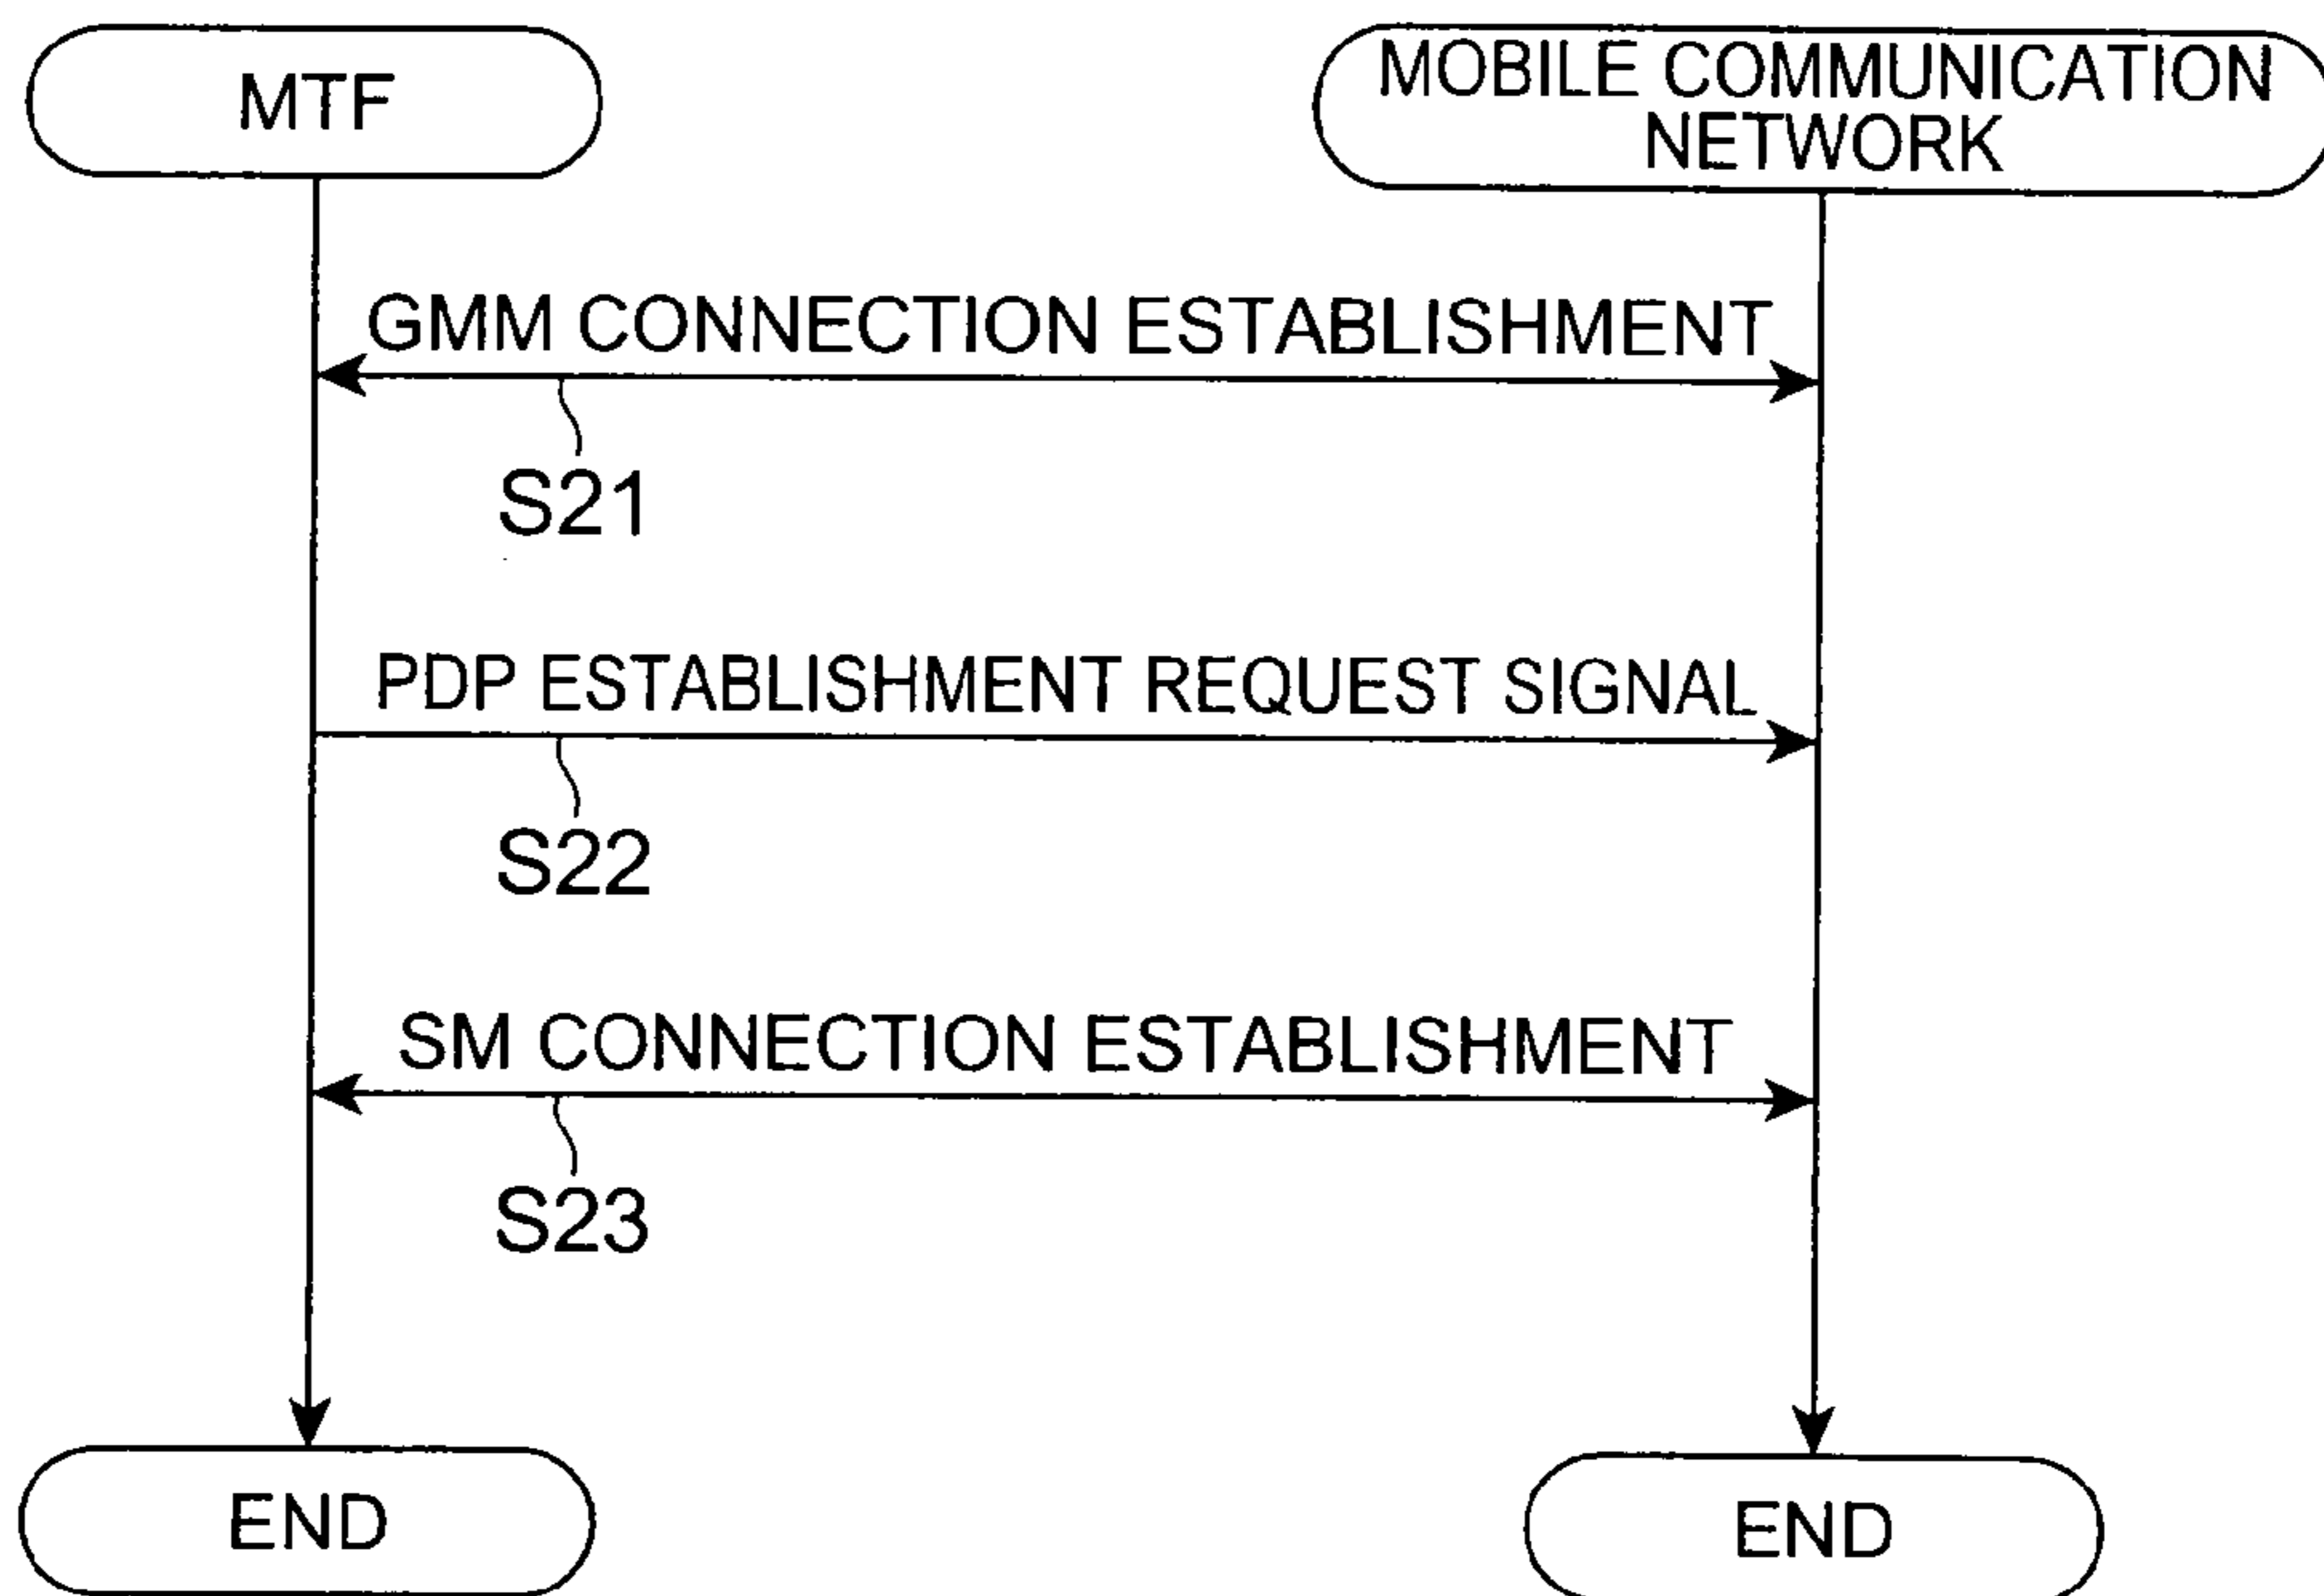 MTF
MOBILE COMMUNICATION
NETWORK
GMM CONNECTION ESTABLISHMENT
S21
PDP ESTABLISHMENT REQUEST SIGNAL
S22
SM CONNECTION ESTABLISHMENT
S23
END
END